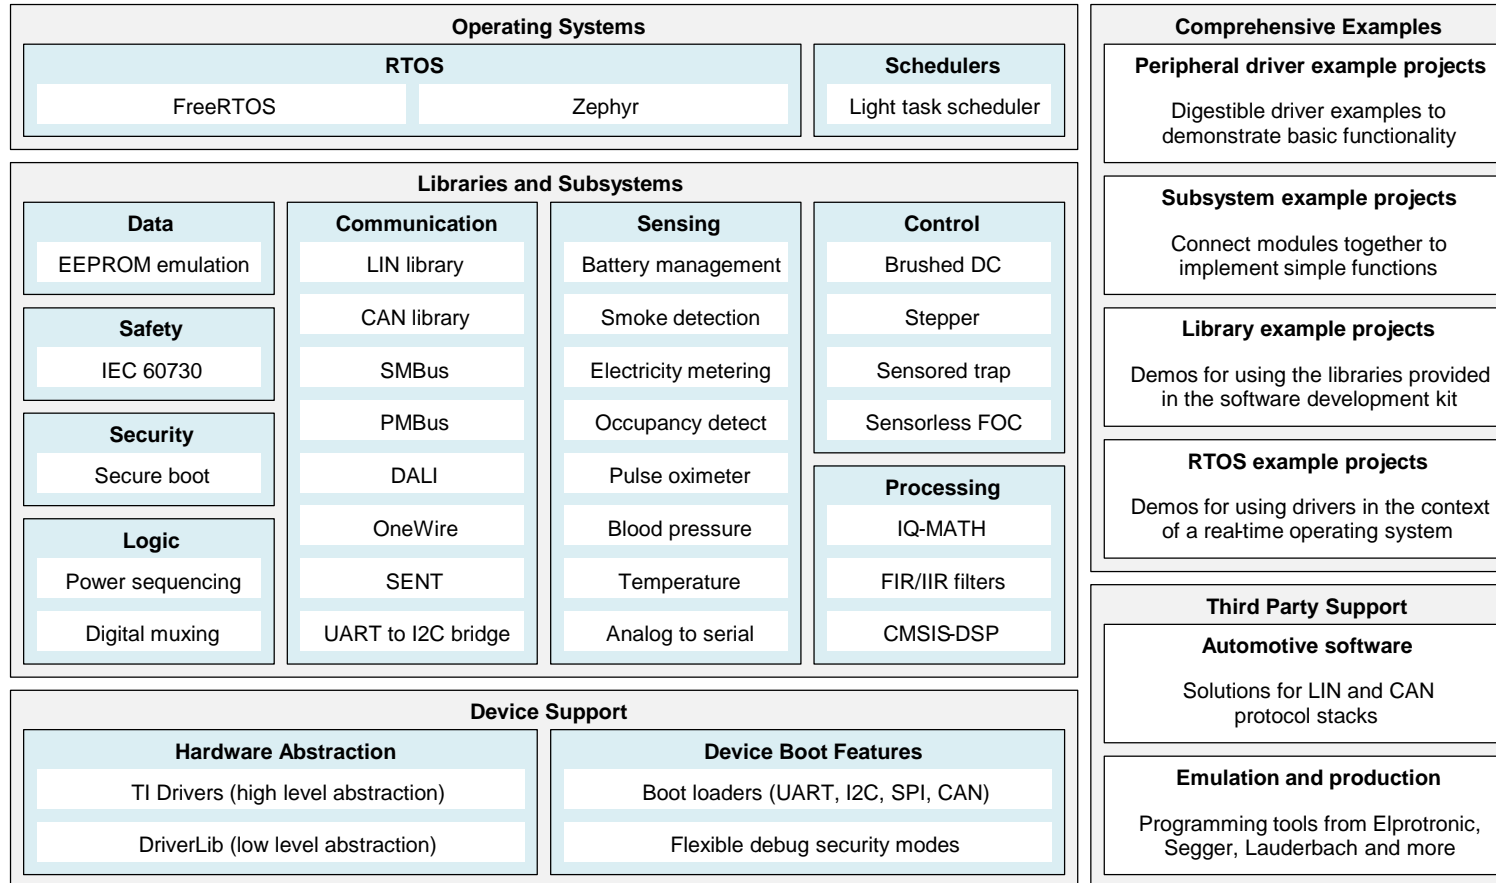 Operating Systems
RTOS
FreeRTOS
Zephyr
Schedulers
Light task scheduler
Libraries and Subsystems
Data
EEPROM emulation
Safety
IEC 60730
Security
Secure boot
Logic
Power sequencing
Digital muxing
Communication
LIN library
CAN library
SMBus
PMBus
DALI
OneWire
SENT
UART to I2C bridge
Sensing
Battery management
Smoke detection
Electricity metering
Occupancy detect
Pulse oximeter
Blood pressure
Temperature
Analog to serial
Control
Brushed DC
Stepper
Sensored trap
Sensorless FOC
Processing
IQ-MATH
FIR/IIR filters
CMSIS-DSP
Device Support
Hardware Abstraction
TI Drivers (high level abstraction)
DriverLib (low level abstraction)
Device Boot Features
Boot loaders (UART, I2C, SPI, CAN)
Flexible debug security modes
Comprehensive Examples
Peripheral driver example projects
Digestible driver examples to
demonstrate basic functionality
Subsystem example projects
Connect modules together to
implement simple functions
Library example projects
Demos for using the libraries provided
in the software development kit
RTOS example projects
Demos for using drivers in the context
of a real-time operating system
Third Party Support
Automotive software
Solutions for LIN and CAN
protocol stacks
Emulation and production
Programming tools from Elprotronic,
Segger, Lauderbach and more